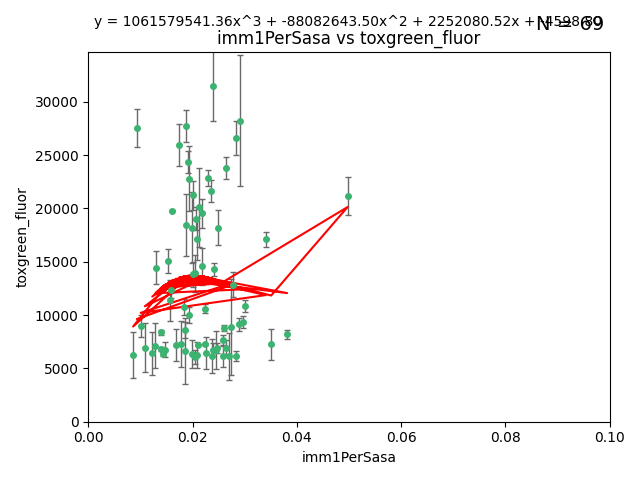 y = 1061579541.36x^3 + -88082643.50x^2 + 2252080.52x + -4598.80
N = 69
imm1PerSasa vs toxgreen_fluor
30000
25000
20000
15000
10000
5000
0
toxgreen_fluor
0.00 0.02 0.04 0.06 0.08 0.10
imm1PerSasa